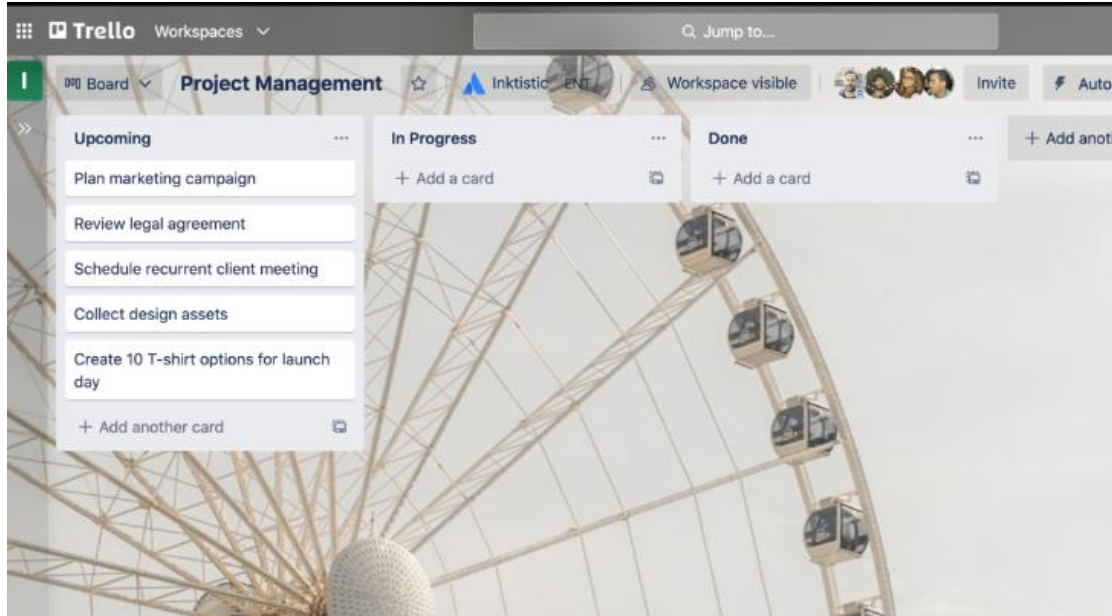 Trello Workspaces
Jump to...
I
Board Project Management Inktistic ENT Workspace visible Invite Auto
Upcoming
Plan marketing campaign
Review legal agreement
Schedule recurrent client meeting
Collect design assets
Create 10 T-shirt options for launch
day
+ Add another card
In Progress
+ Add a card
Done
+ Add a card
+ Add anot